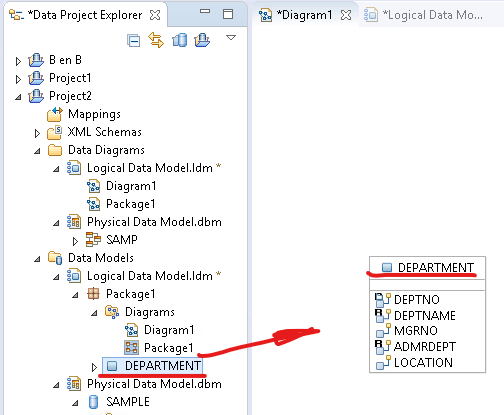 *Data Project Explorer
B en B
Project1
Project2
Mappings
XML Schemas
Data Diagrams
Logical Data Model.ldm *
Diagram1
Package1
Physical Data Model.dbm
SAMP
Data Models
Logical Data Model.ldm *
Package1
Diagrams
Diagram1
Package1
DEPARTMENT
Physical Data Model.dbm
SAMPLE
*Diagram1
*Logical Data Mo...
DEPARTMENT
DEPTNO
DEPTNAME
MGRNO
ADMRDEPT
LOCATION